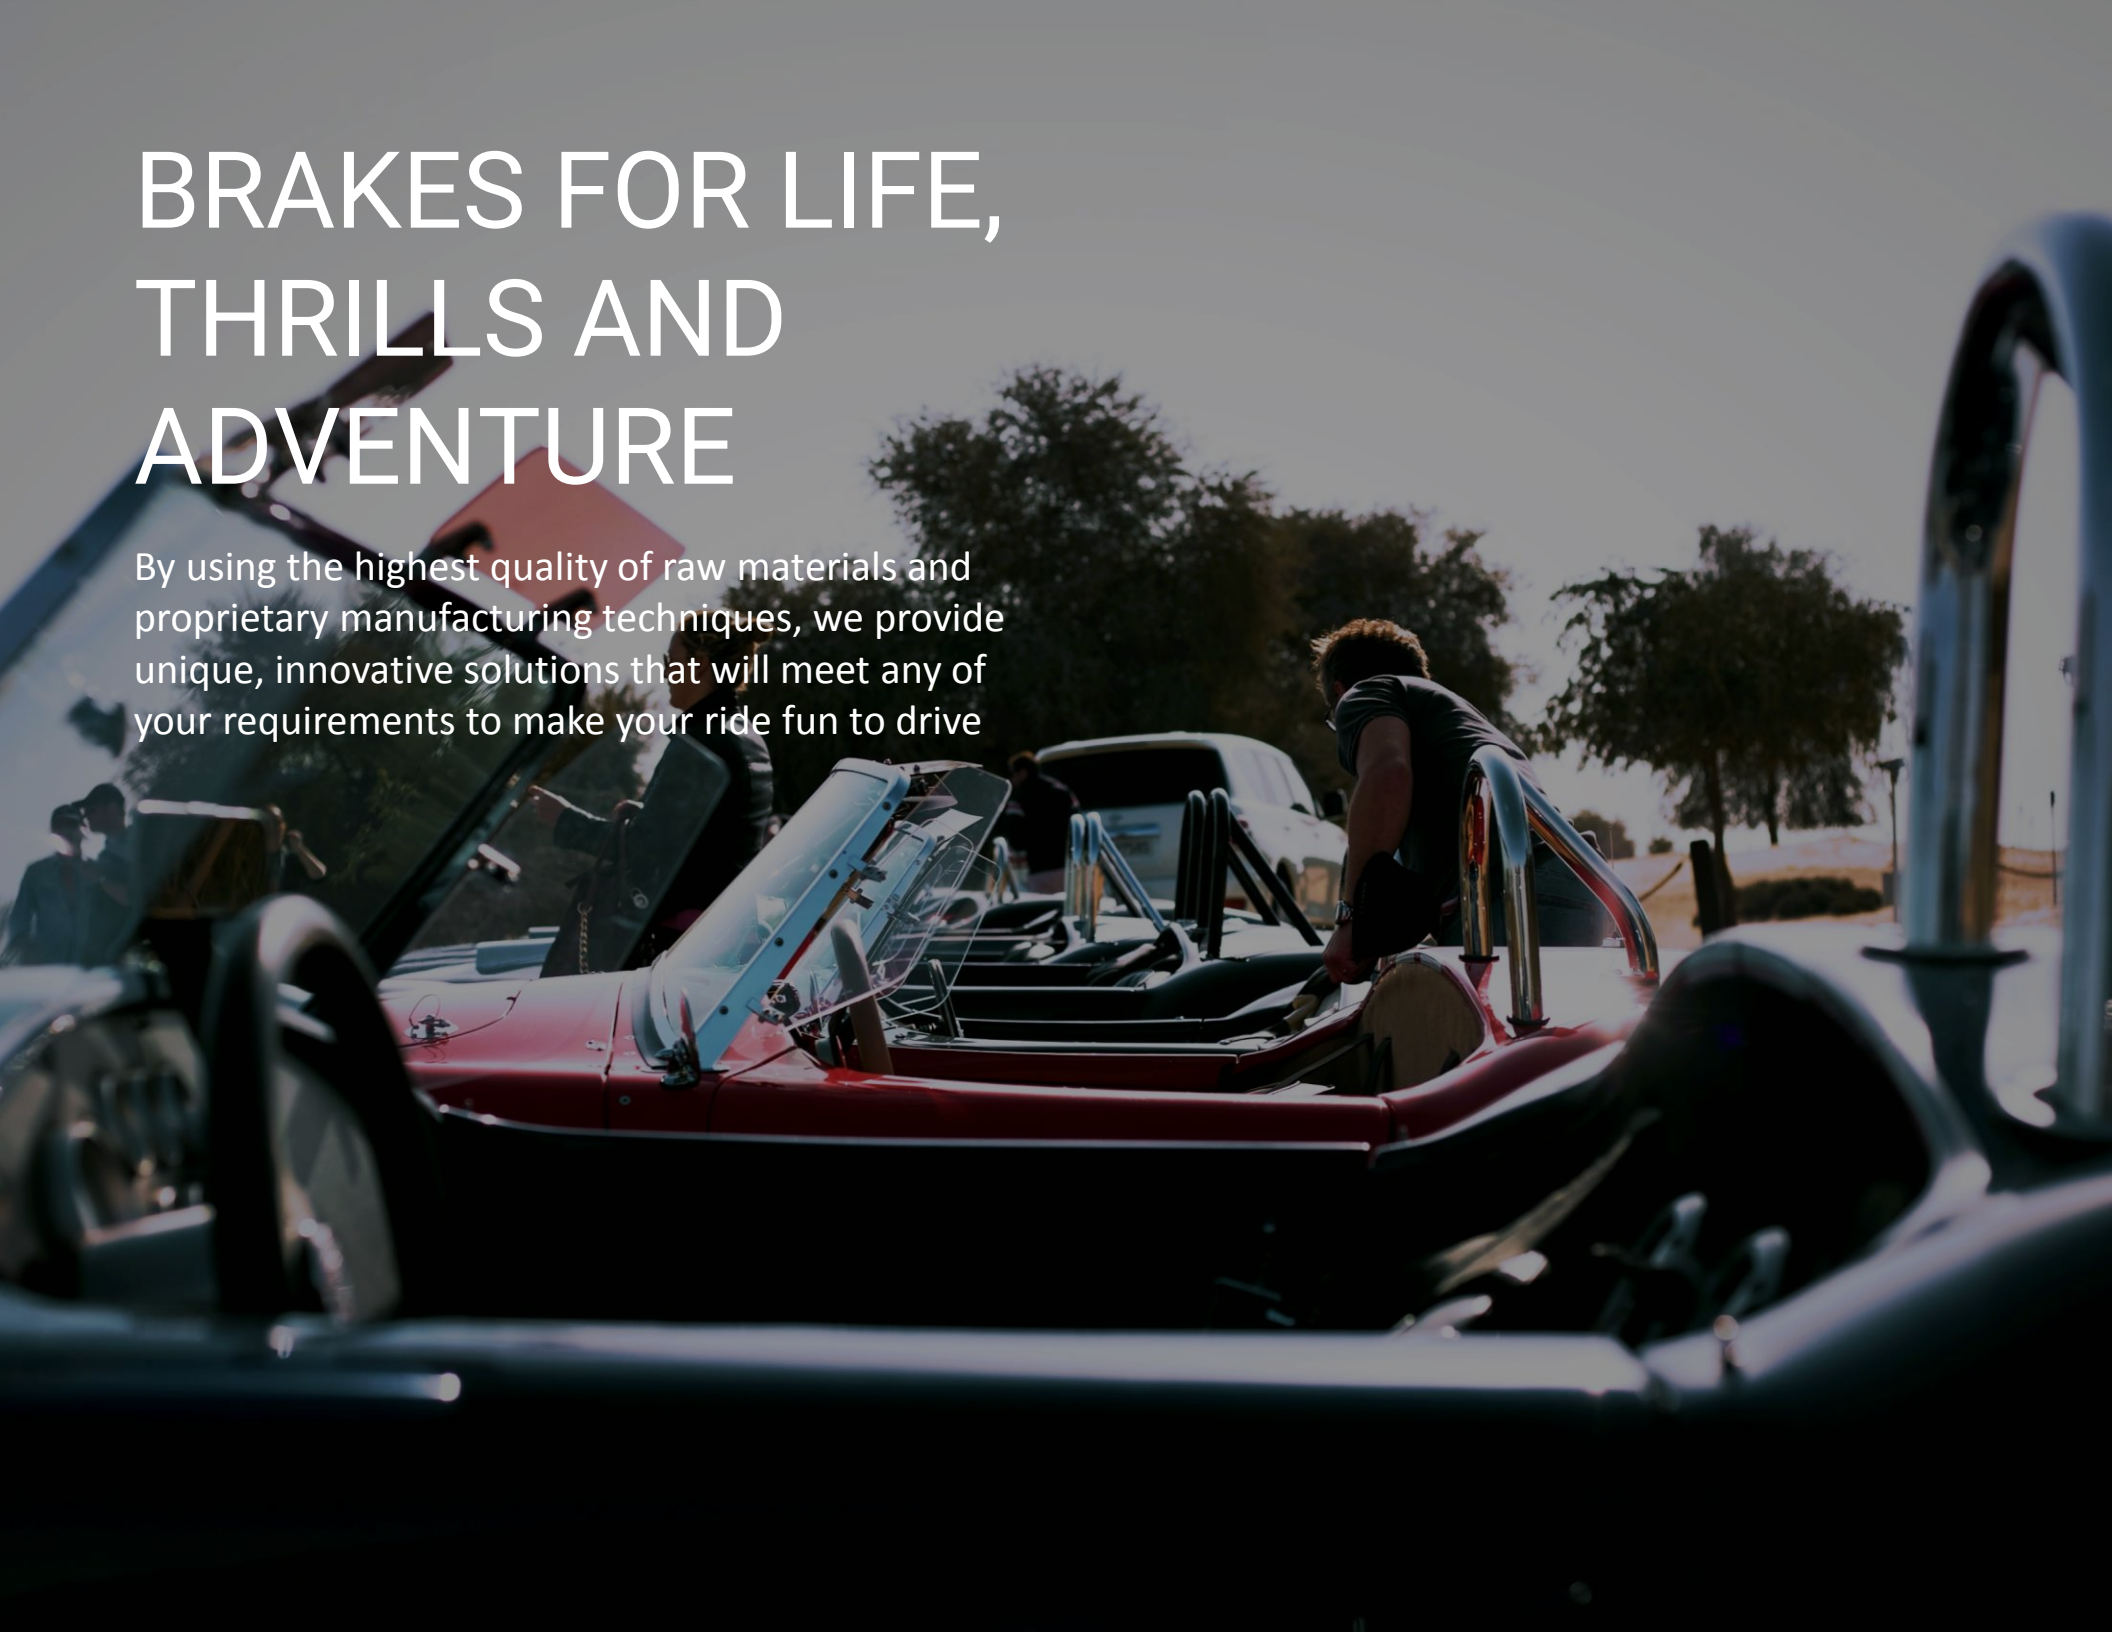 BRAKES FOR LIFE,
THRILLS AND
ADVENTURE
By using the highest quality of raw materials and
proprietary manufacturing techniques, we provide
unique, innovative solutions that will meet any of
your requirements to make your ride fun to drive